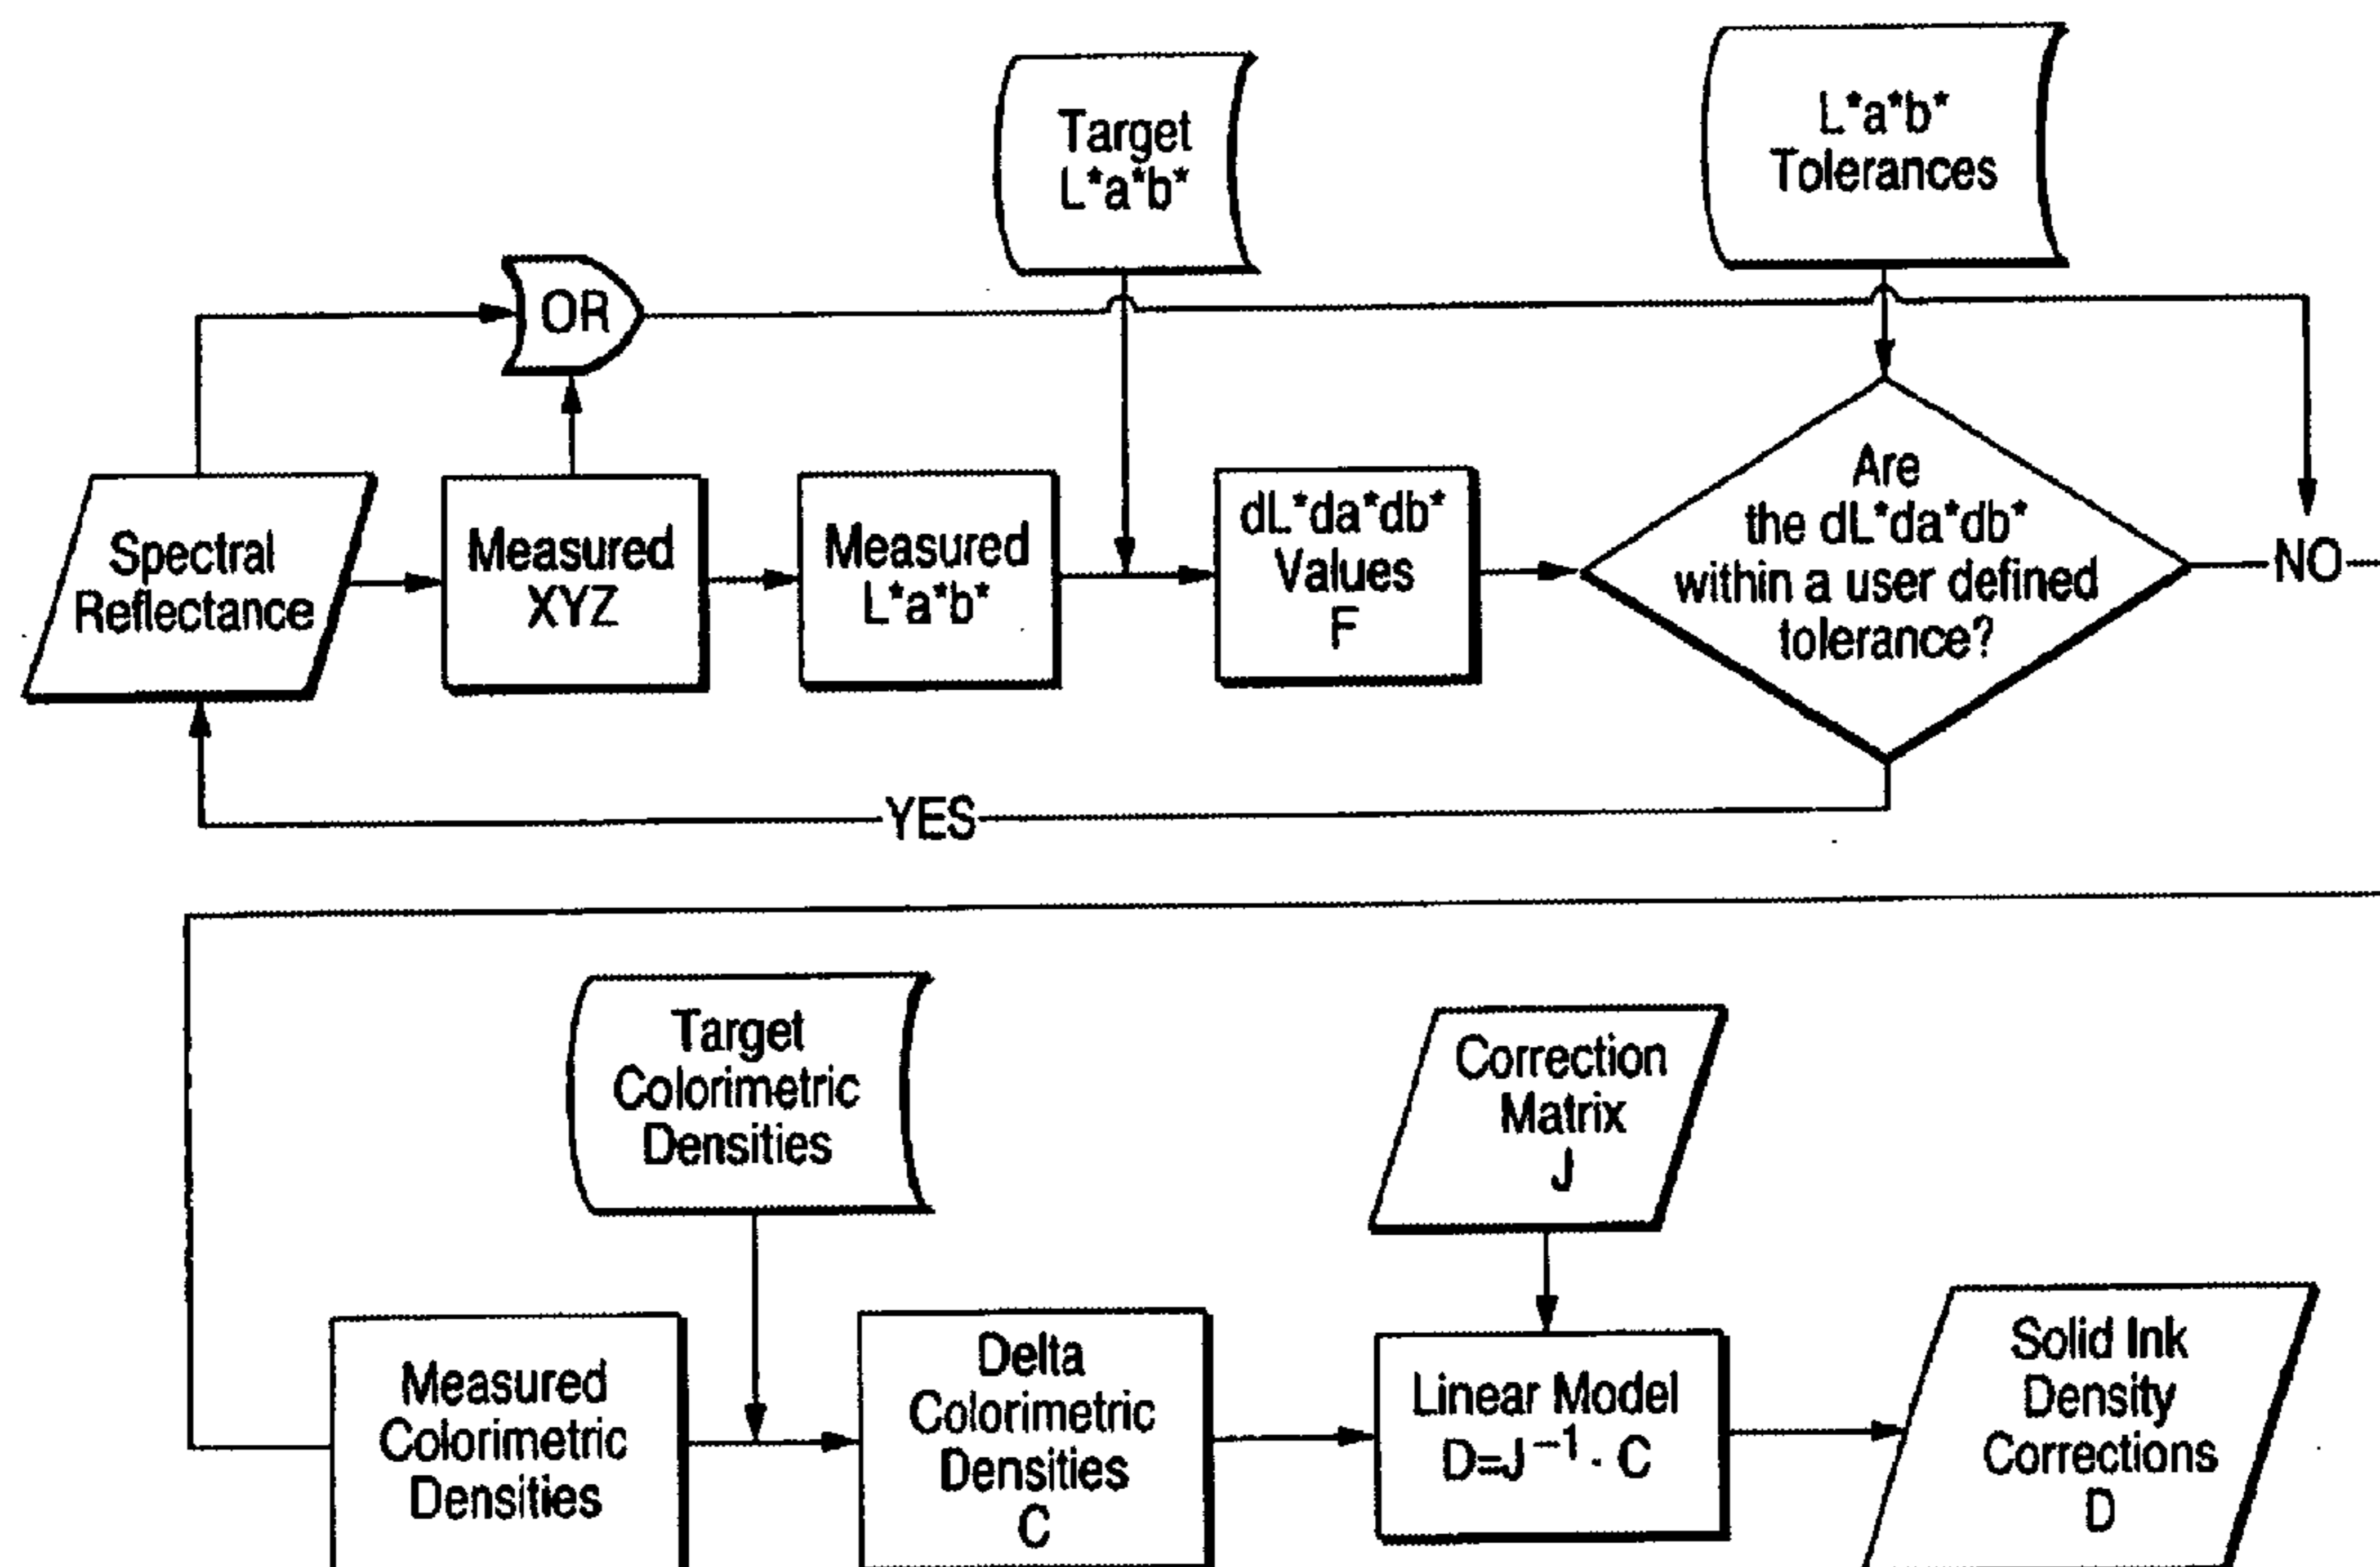 Target
L*a*b*
L*a*b*
Tolerances
OR
Spectral
Reflectance
Measured
XYZ
Measured
L*a*b*
dL*da*db*
Values
F
Are
the dL*da*db*
within a user defined
tolerance?
NO
YES
Target
Colorimetric
Densities
Correction
Matrix
J
Measured
Colorimetric
Densities
Delta
Colorimetric
Densities
C
Linear Model
D=J⁻¹ · C
Solid Ink
Density
Corrections
D